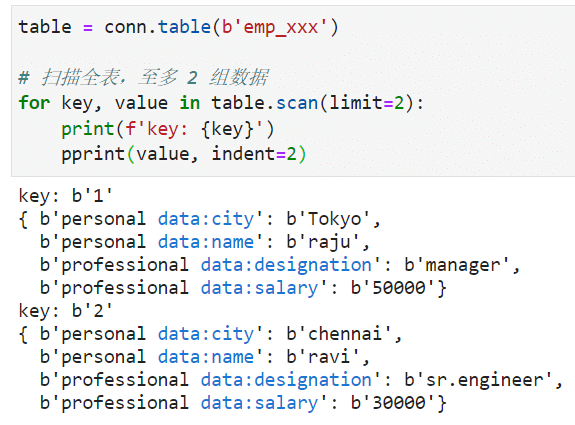 table = conn.table(b'emp_xxx')
# 扫描全表，至多 2 组数据
for key, value in table.scan(limit=2):
    print(f'key: {key}')
    pprint(value, indent=2)
key: b'1'
{ b'personal data:city': b'Tokyo',
  b'personal data:name': b'raju',
  b'professional data:designation': b'manager',
  b'professional data:salary': b'50000'}
key: b'2'
{ b'personal data:city': b'chennai',
  b'personal data:name': b'ravi',
  b'professional data:designation': b'sr.engineer',
  b'professional data:salary': b'30000'}